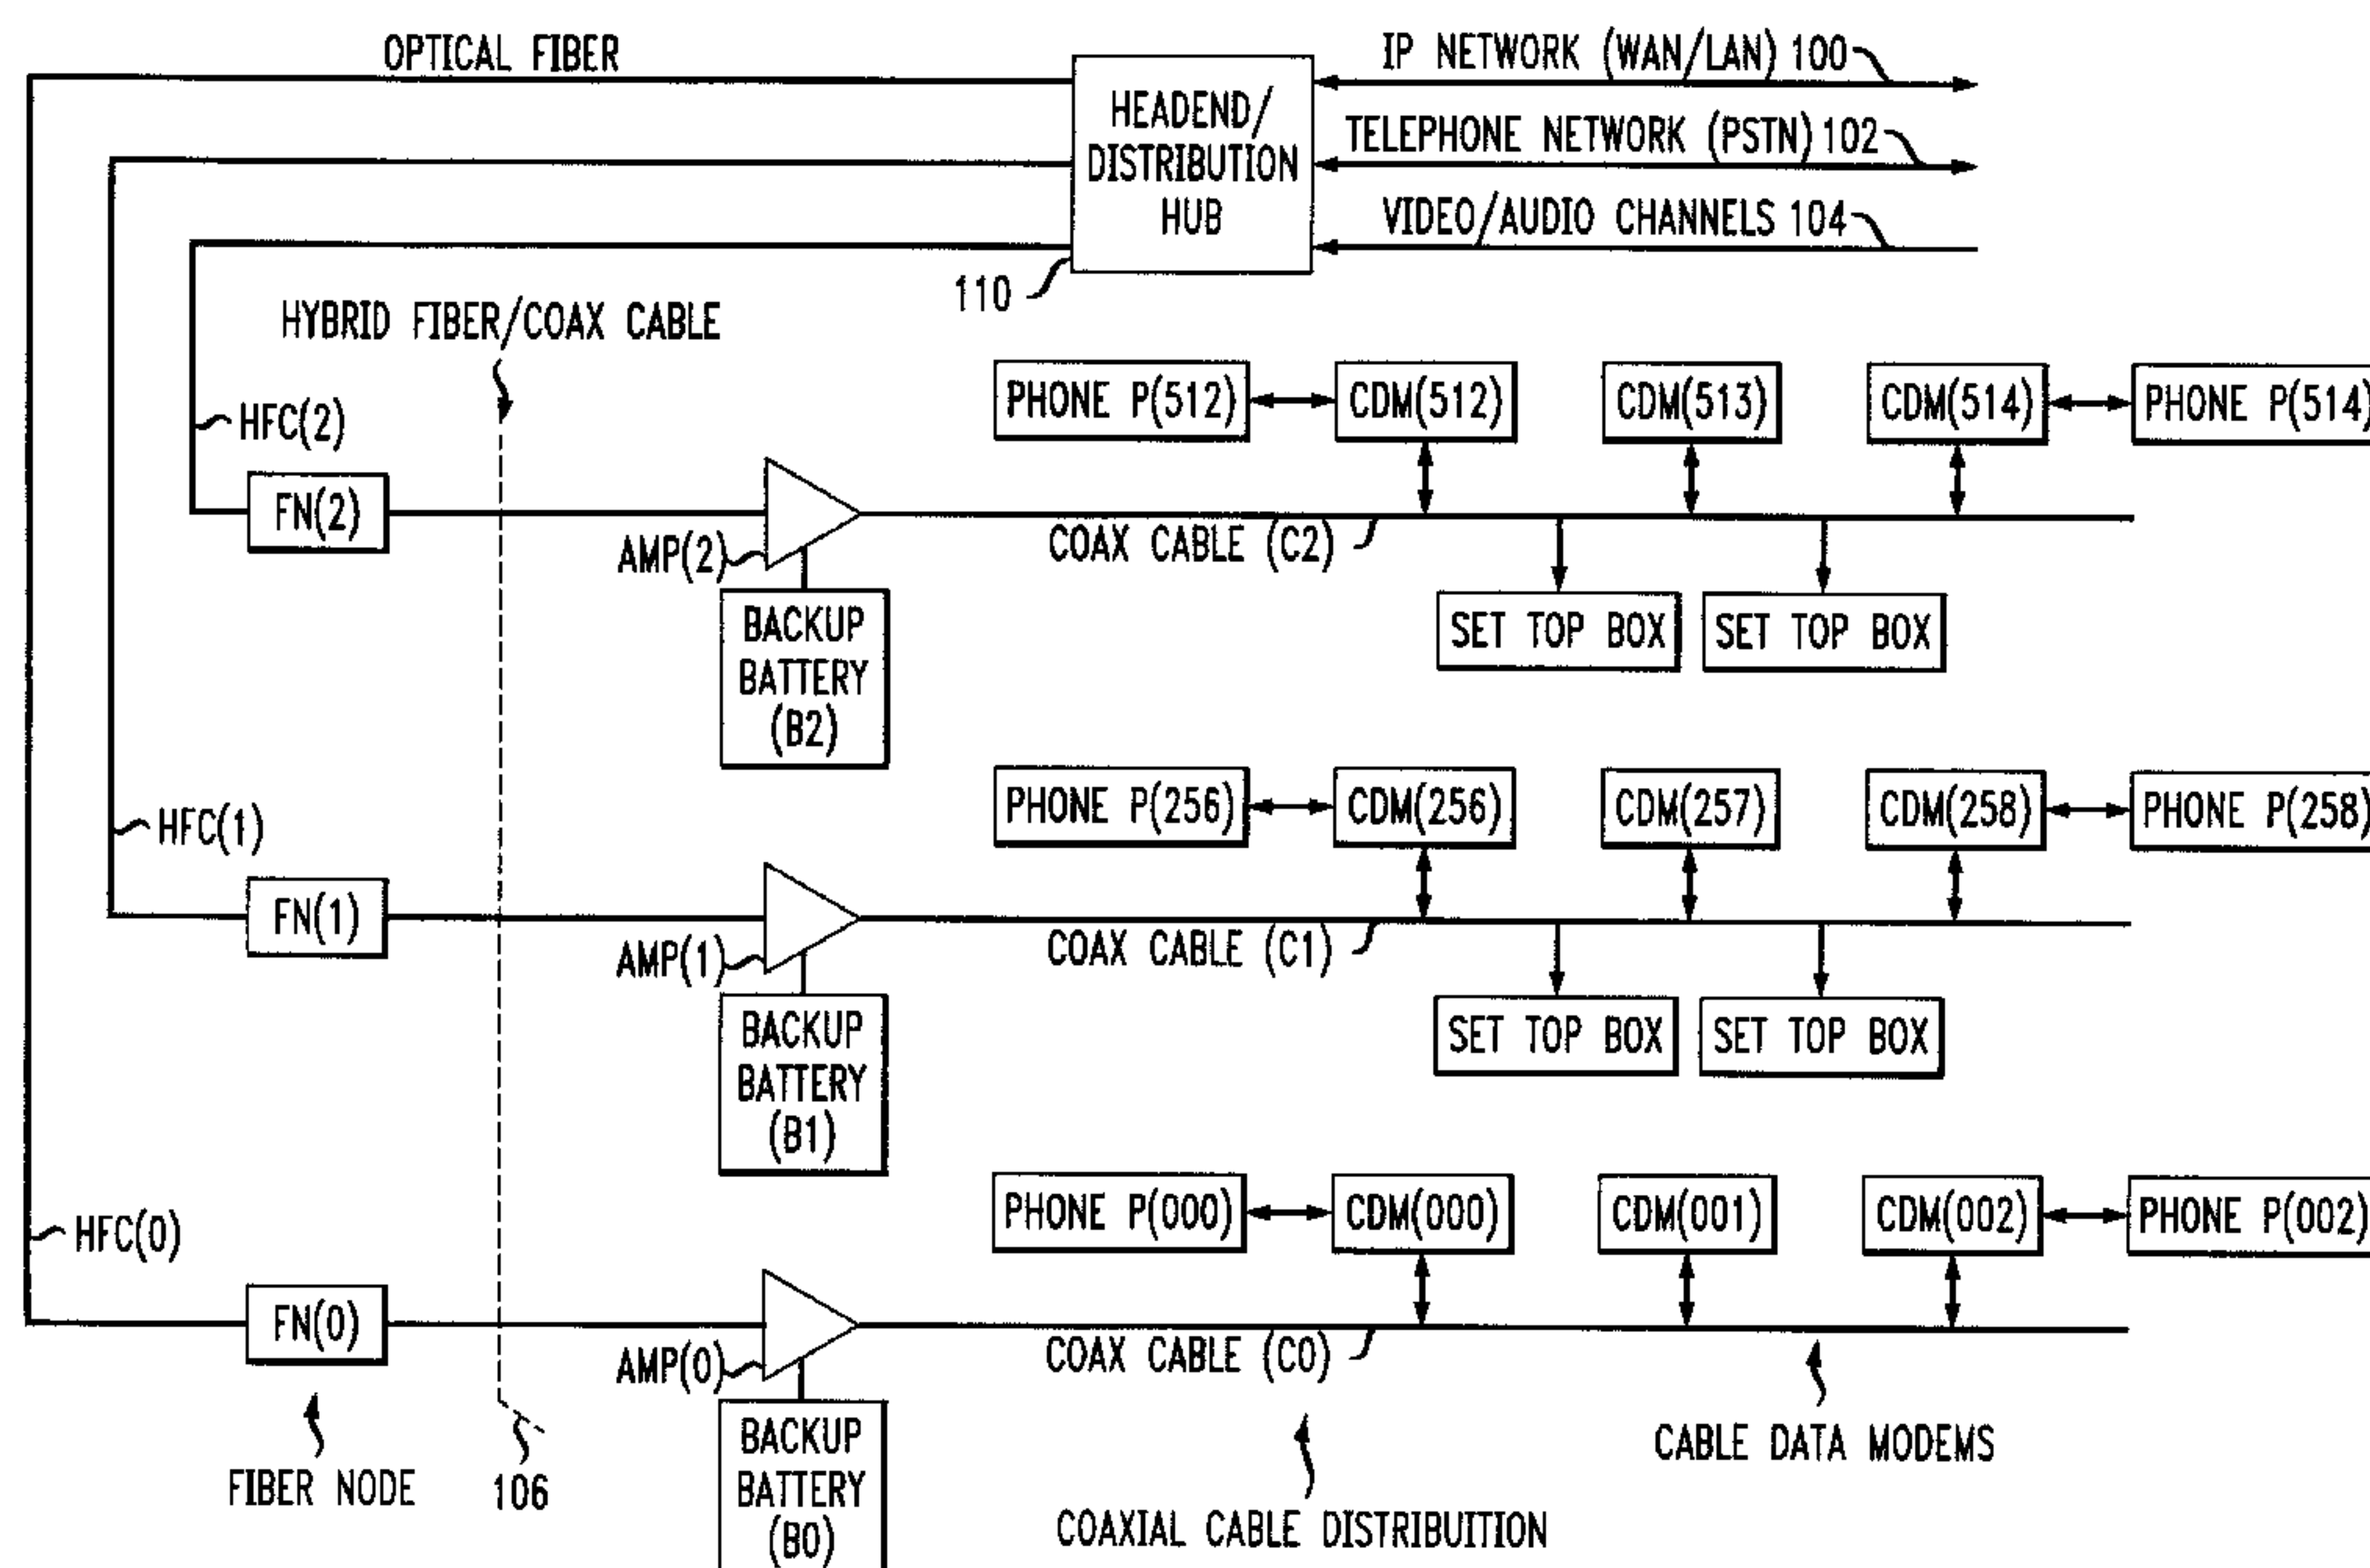 OPTICAL FIBER
IP NETWORK (WAN/LAN) 100
HEADEND/
DISTRIBUTION
HUB
TELEPHONE NETWORK (PSTN) 102
VIDEO/AUDIO CHANNELS 104
110
HYBRID FIBER/COAX CABLE
HFC(2)
PHONE P(512)
CDM(512)
CDM(513)
CDM(514)
PHONE P(514)
FN(2)
AMP(2)
COAX CABLE (C2)
BACKUP
BATTERY
(B2)
SET TOP BOX
SET TOP BOX
HFC(1)
PHONE P(256)
CDM(256)
CDM(257)
CDM(258)
PHONE P(258)
FN(1)
AMP(1)
COAX CABLE (C1)
BACKUP
BATTERY
(B1)
SET TOP BOX
SET TOP BOX
HFC(0)
PHONE P(000)
CDM(000)
CDM(001)
CDM(002)
PHONE P(002)
FN(0)
AMP(0)
COAX CABLE (C0)
BACKUP
BATTERY
(B0)
FIBER NODE
106
CABLE DATA MODEMS
COAXIAL CABLE DISTRIBUITION